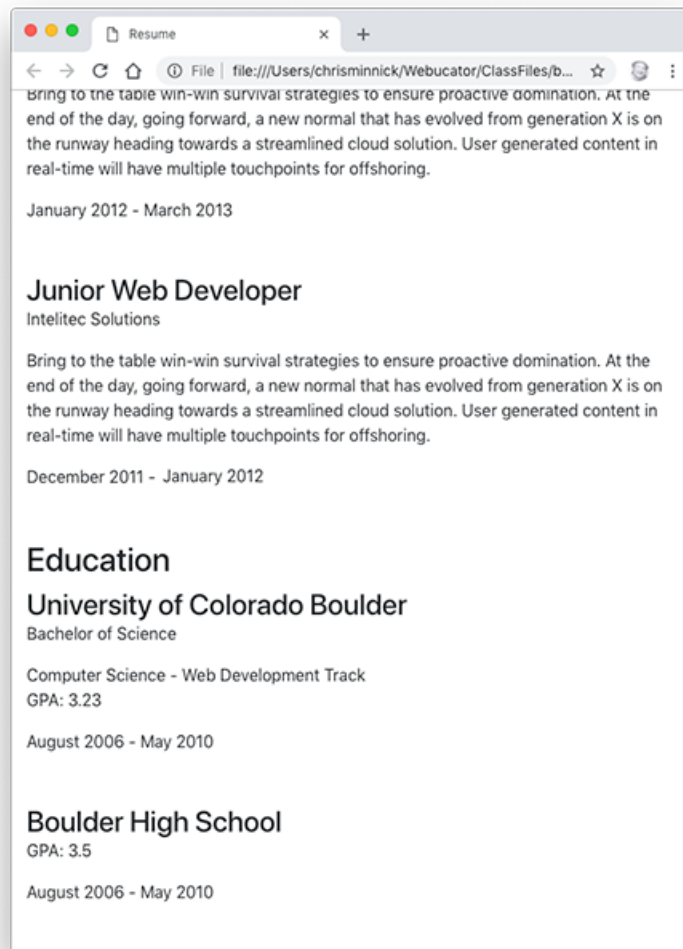 Resume
File
file:///Users/chrisminnick/Webucator/ClassFiles/b...
Bring to the table win-win survival strategies to ensure proactive domination. At the
end of the day, going forward, a new normal that has evolved from generation X is on
the runway heading towards a streamlined cloud solution. User generated content in
real-time will have multiple touchpoints for offshoring.
January 2012 - March 2013
Junior Web Developer
Intelitec Solutions
Bring to the table win-win survival strategies to ensure proactive domination. At the
end of the day, going forward, a new normal that has evolved from generation X is on
the runway heading towards a streamlined cloud solution. User generated content in
real-time will have multiple touchpoints for offshoring.
December 2011 - January 2012
Education
University of Colorado Boulder
Bachelor of Science
Computer Science - Web Development Track
GPA: 3.23
August 2006 - May 2010
Boulder High School
GPA: 3.5
August 2006 - May 2010